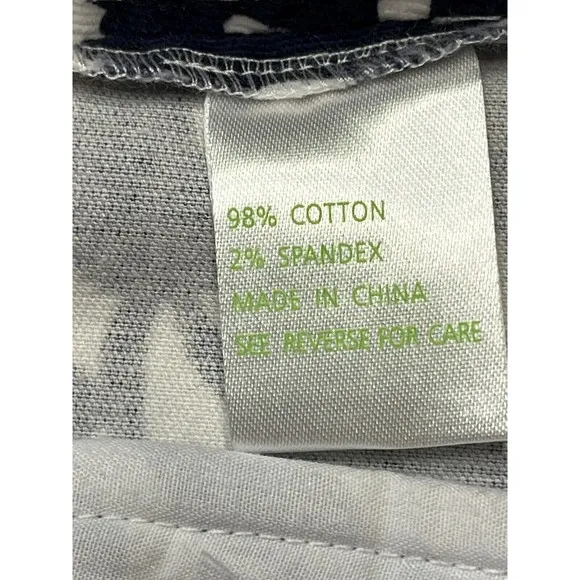 98% COTTON
2% SPANDEX
MADE IN CHINA
SEE REVERSE FOR CARE